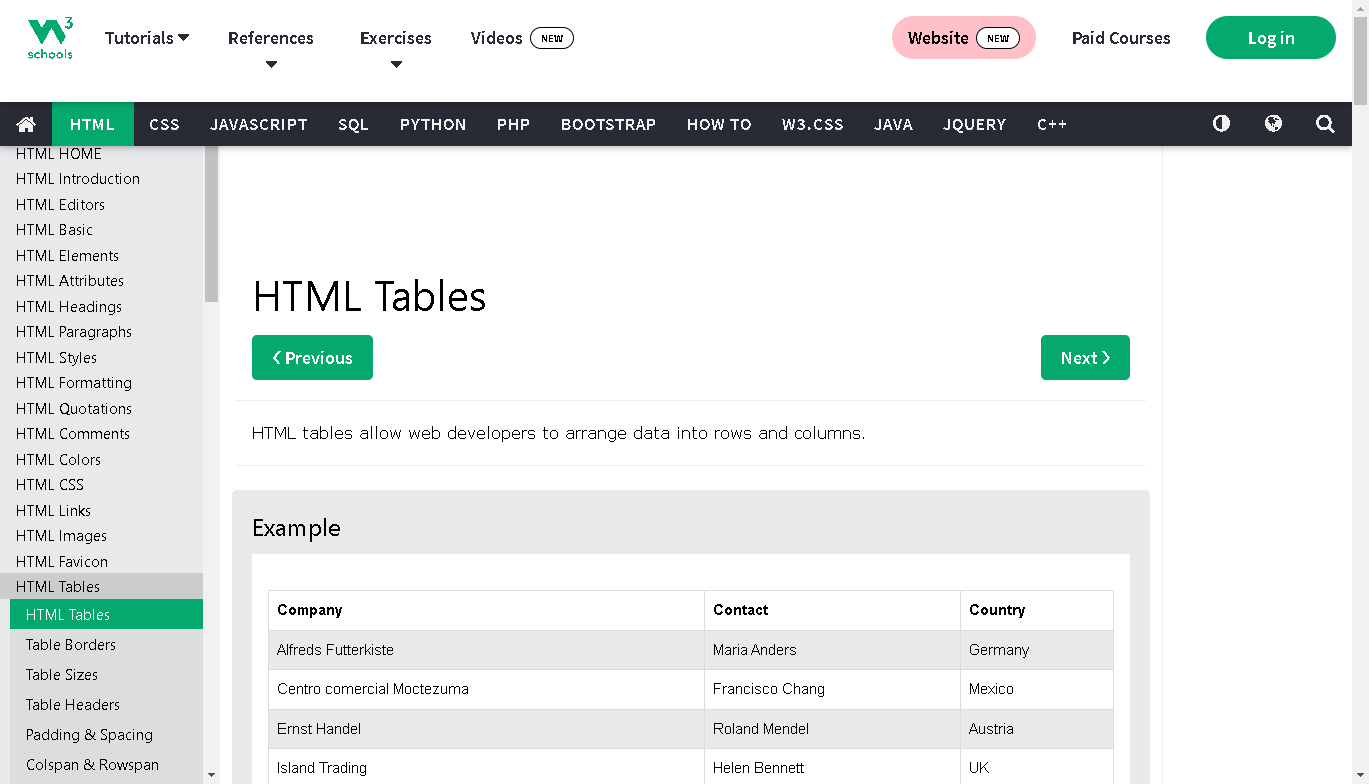 3
schools
Tutorials References Exercises Videos NEW Website NEW Paid Courses Log in
HTML CSS JAVASCRIPT SQL PYTHON PHP BOOTSTRAP HOW TO W3.CSS JAVA JQUERY C++
HTML HOME
HTML Introduction
HTML Editors
HTML Basic
HTML Elements
HTML Attributes
HTML Headings
HTML Paragraphs
HTML Styles
HTML Formatting
HTML Quotations
HTML Comments
HTML Colors
HTML CSS
HTML Links
HTML Images
HTML Favicon
HTML Tables
HTML Tables
Table Borders
Table Sizes
Table Headers
Padding & Spacing
Colspan & Rowspan
HTML Tables
❮ Previous Next ❯
HTML tables allow web developers to arrange data into rows and columns.
Example
Company Contact Country
Alfreds Futterkiste Maria Anders Germany
Centro comercial Moctezuma Francisco Chang Mexico
Ernst Handel Roland Mendel Austria
Island Trading Helen Bennett UK